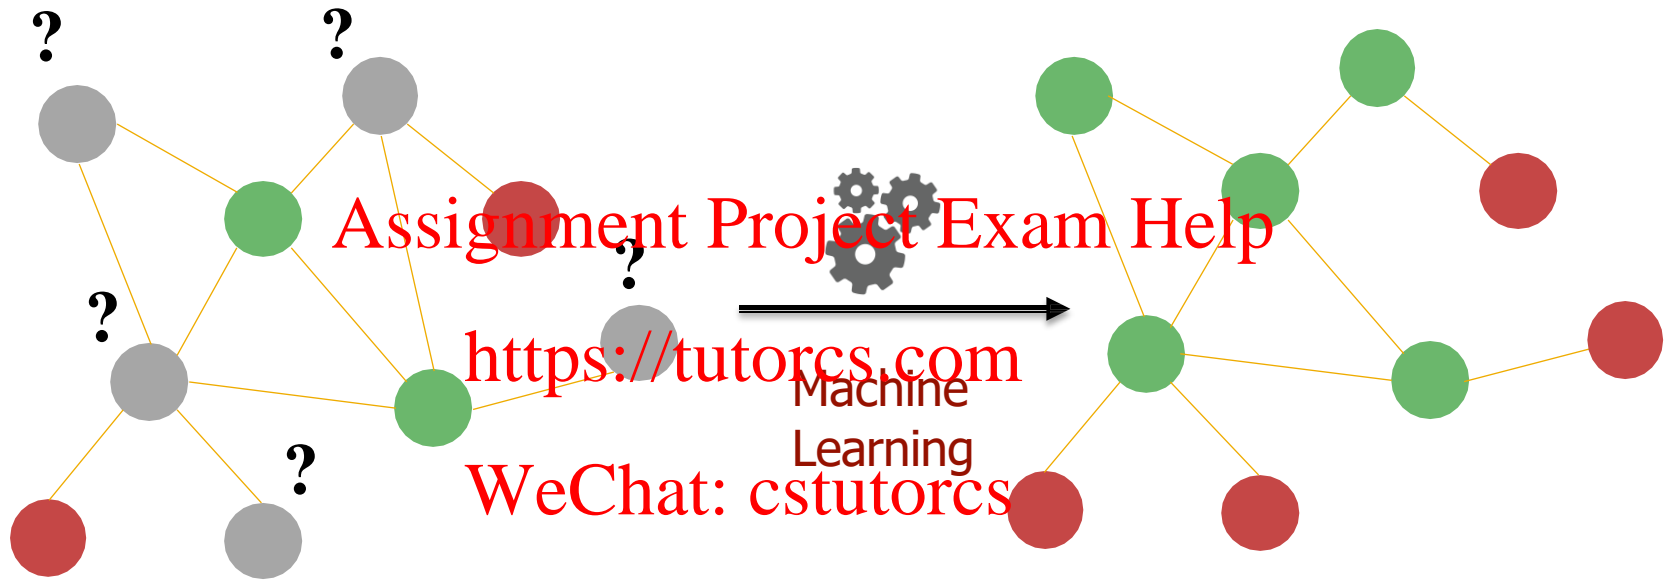 ?
?
Assignment Project Exam Help
?
?
https://tutorcs.com
Machine
Learning
?
WeChat: cstutorcs